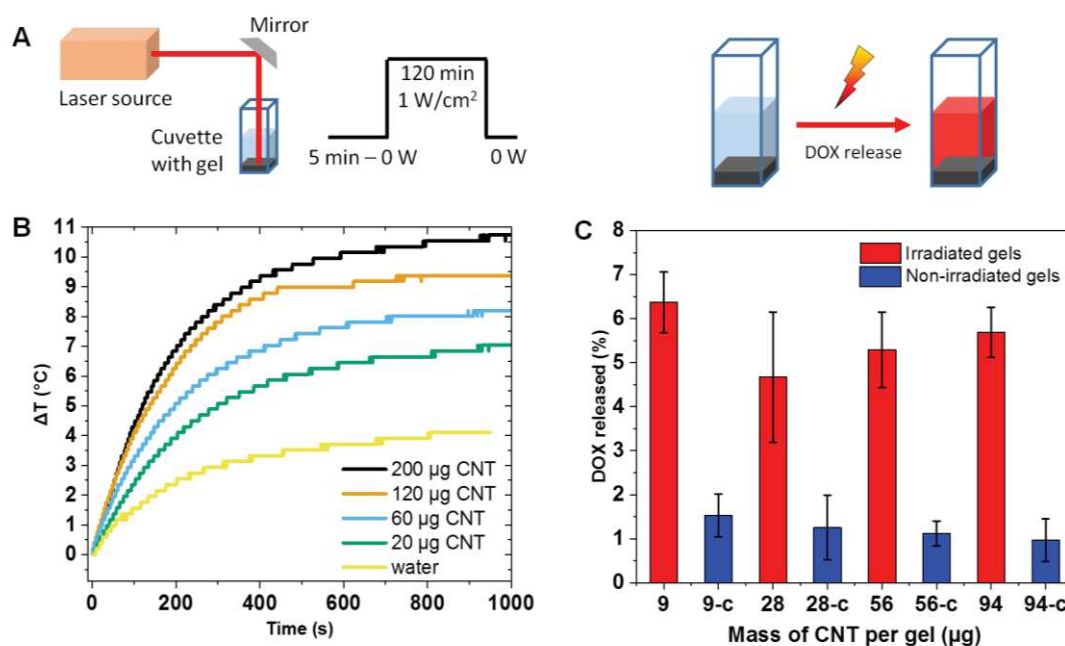 A
Laser source
Mirror
Cuvette
with gel
5 min – 0 W
120 min
1 W/cm²
0 W
DOX release
B
ΔT (°C)
11
10
9
8
7
6
5
4
3
2
1
0
200 µg CNT
120 µg CNT
60 µg CNT
20 µg CNT
water
0 200 400 600 800 1000
Time (s)
C
DOX released (%)
8
7
6
5
4
3
2
1
0
Irradiated gels
Non-irradiated gels
9 9-c 28 28-c 56 56-c 94 94-c
Mass of CNT per gel (µg)